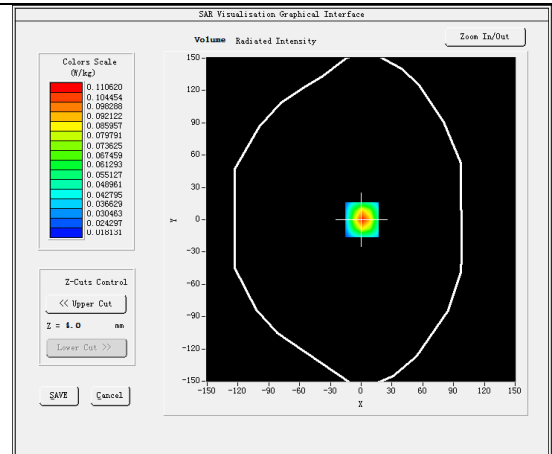 SAR Visualisation Graphical Interface
Volume Radiated Intensity
Zoom In/Out
Colors Scale
(W/kg)
0.110620
0.104454
0.098288
0.092122
0.085957
0.079791
0.073625
0.067459
0.061293
0.055127
0.048961
0.042795
0.036629
0.030463
0.024297
0.018131
Z-Cuts Control
<< Upper Cut
Z = 4.0 mm
Lower Cut >>
SAVE
Cancel
150
120
90
60
30
0
-30
-60
-90
-120
-150
Y
-150 -120 -90 -60 -30 0 30 60 90 120 150
X